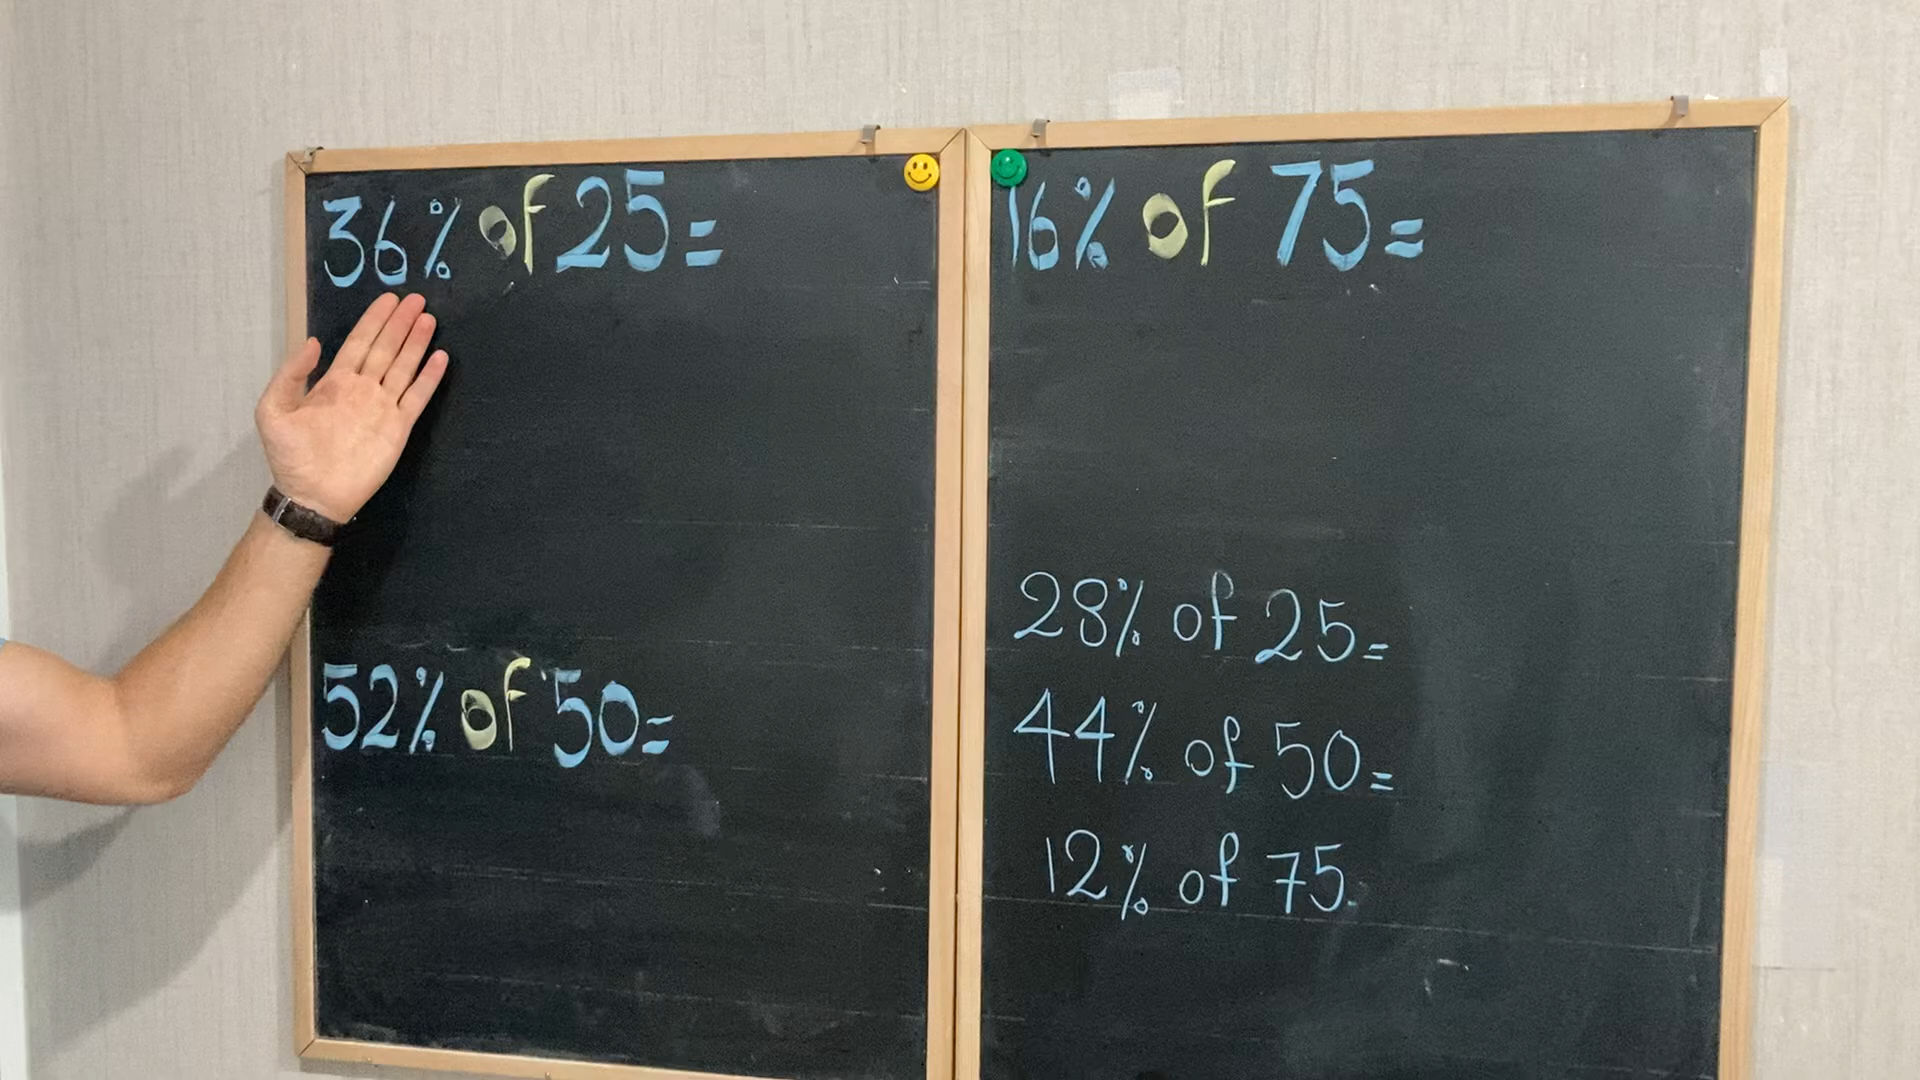 36% of 25=
52% of 50=
16% of 75=
28% of 25=
44% of 50=
12% of 75